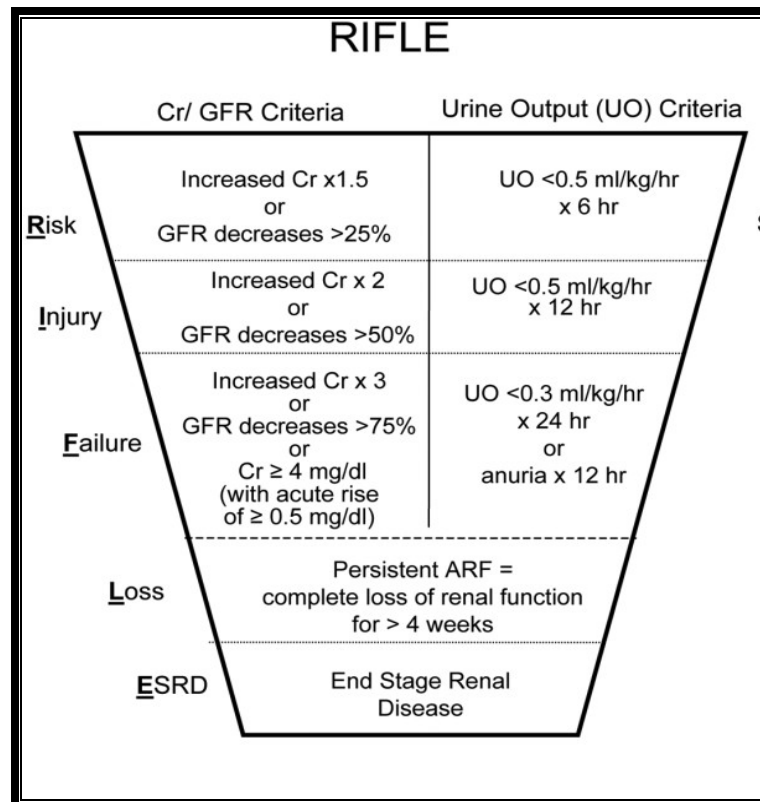 RIFLE
Cr/ GFR Criteria
Urine Output (UO) Criteria
Risk
Increased Cr x1.5
or
GFR decreases >25%
UO <0.5 ml/kg/hr
x 6 hr
Injury
Increased Cr x 2
or
GFR decreases >50%
UO <0.5 ml/kg/hr
x 12 hr
Failure
Increased Cr x 3
or
GFR decreases >75%
or
Cr ≥ 4 mg/dl
(with acute rise
of ≥ 0.5 mg/dl)
UO <0.3 ml/kg/hr
x 24 hr
or
anuria x 12 hr
Loss
Persistent ARF =
complete loss of renal function
for > 4 weeks
ESRD
End Stage Renal
Disease